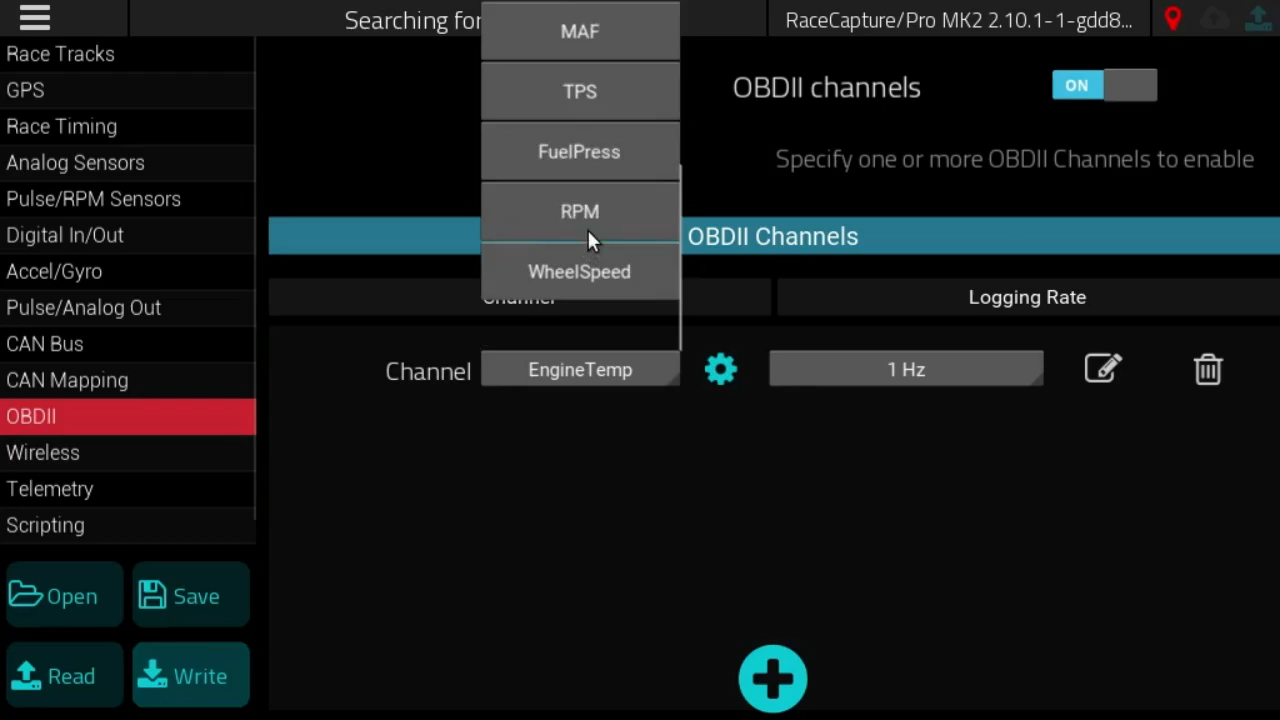 Searching for
RaceCapture/Pro MK2 2.10.1-1-gdd8...
Race Tracks
GPS
Race Timing
Analog Sensors
Pulse/RPM Sensors
Digital In/Out
Accel/Gyro
Pulse/Analog Out
CAN Bus
CAN Mapping
OBDII
Wireless
Telemetry
Scripting
Open
Save
Read
Write
MAF
TPS
FuelPress
RPM
WheelSpeed
OBDII channels
ON
Specify one or more OBDII Channels to enable
OBDII Channels
Channel
Logging Rate
Channel
EngineTemp
1 Hz